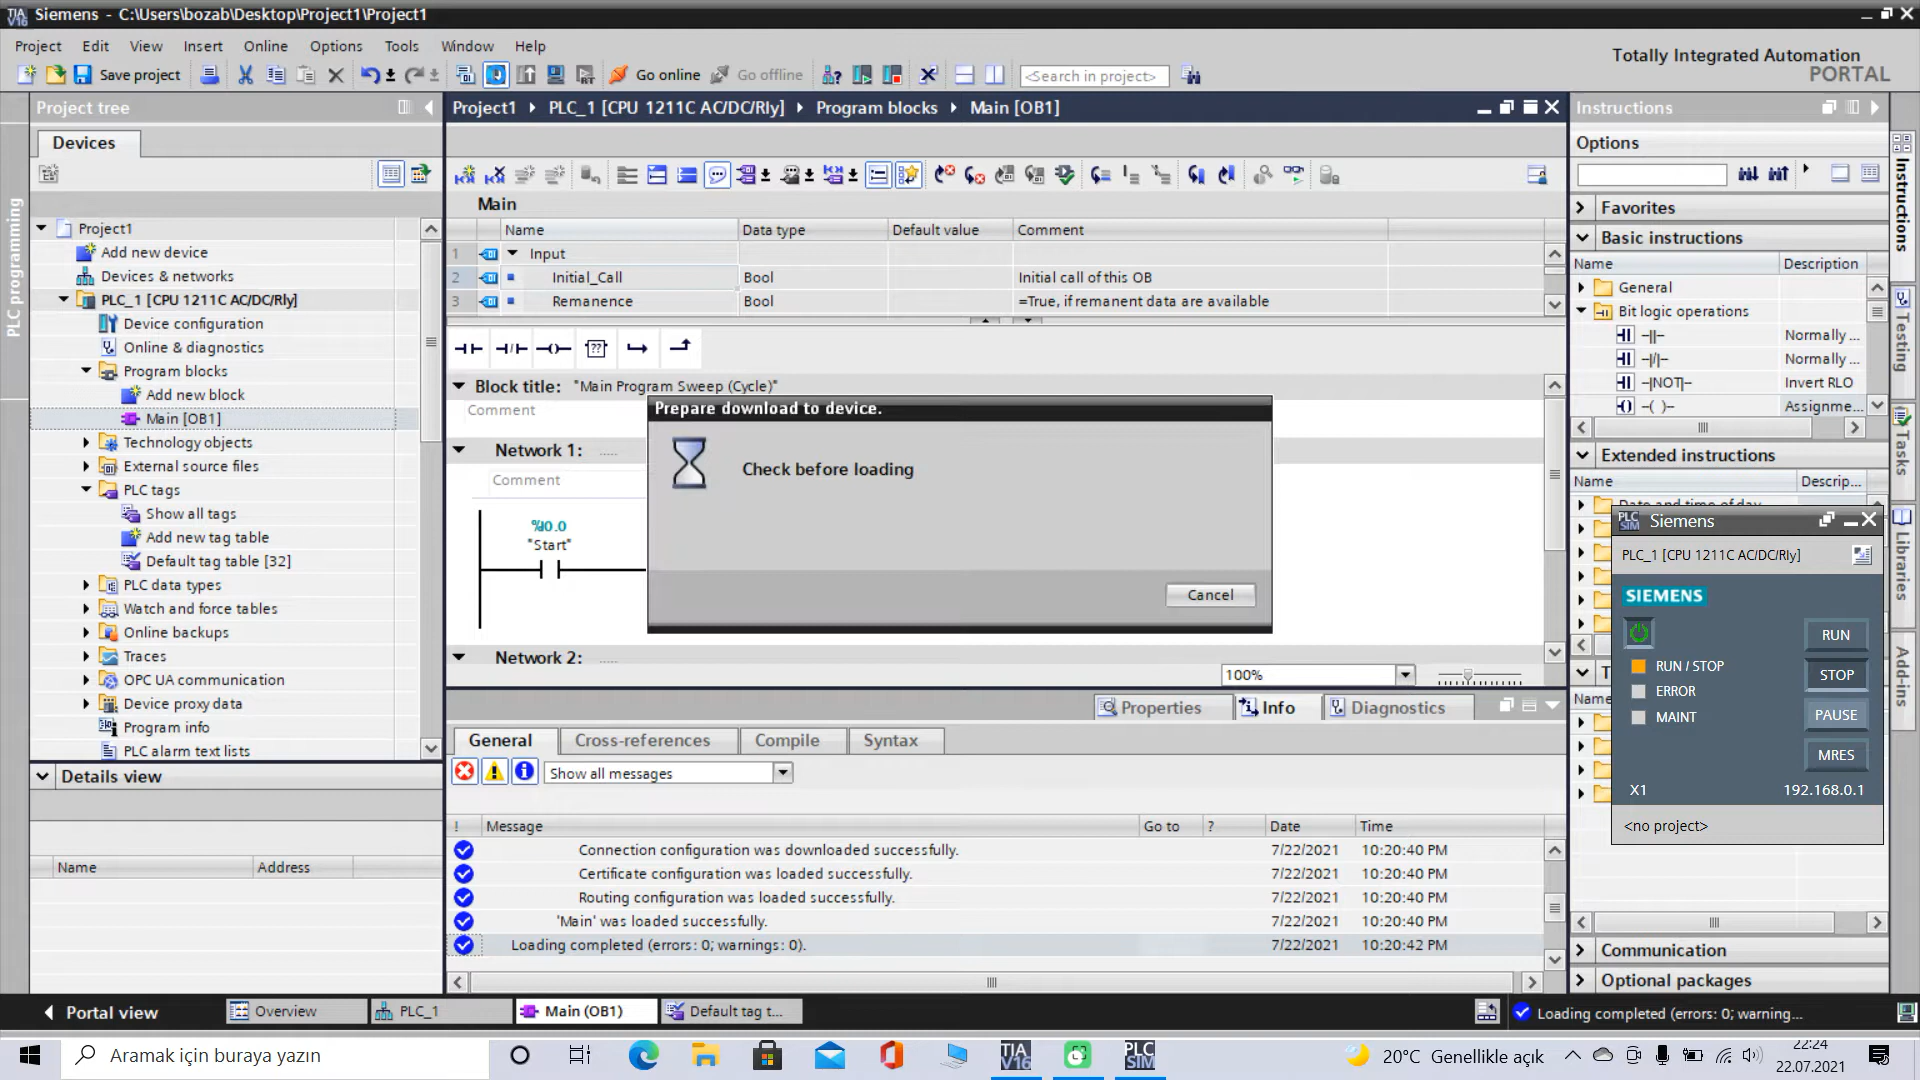 Siemens - C:\Users\bozab\Desktop\Project1\Project1
Project Edit View Insert Online Options Tools Window Help
Totally Integrated Automation
PORTAL
Save project
Go online
Go offline
<Search in project>
Project tree
Devices
PLC programming
Project1
Add new device
Devices & networks
PLC_1 [CPU 1211C AC/DC/Rly]
Device configuration
Online & diagnostics
Program blocks
Add new block
Main [OB1]
Technology objects
External source files
PLC tags
Show all tags
Add new tag table
Default tag table [32]
PLC data types
Watch and force tables
Online backups
Traces
OPC UA communication
Device proxy data
Program info
PLC alarm text lists
Details view
Name Address
Project1 PLC_1 [CPU 1211C AC/DC/Rly] Program blocks Main [OB1]
Main
Name Data type Default value Comment
1 Input
2 Initial_Call Bool Initial call of this OB
3 Remanence Bool =True, if remanent data are available
Block title: "Main Program Sweep (Cycle)"
Comment
Network 1: .....
Comment
%I0.0
"Start"
Prepare download to device.
Check before loading
Cancel
Network 2: .....
100%
Properties Info Diagnostics
General Cross-references Compile Syntax
Show all messages
! Message Go to ? Date Time
Connection configuration was downloaded successfully. 7/22/2021 10:20:40 PM
Certificate configuration was loaded successfully. 7/22/2021 10:20:40 PM
Routing configuration was loaded successfully. 7/22/2021 10:20:40 PM
'Main' was loaded successfully. 7/22/2021 10:20:40 PM
Loading completed (errors: 0; warnings: 0). 7/22/2021 10:20:42 PM
Instructions
Options
Favorites
Basic instructions
Name Description
General
Bit logic operations
-||- Normally ...
-|/|- Normally ...
-|NOT|- Invert RLO
-( )- Assignme...
Extended instructions
Name Descrip...
Date and time of day
Name
Communication
Optional packages
Instructions
Testing
Tasks
Libraries
Add-ins
PLC SIM Siemens
PLC_1 [CPU 1211C AC/DC/Rly]
SIEMENS
RUN
RUN / STOP
STOP
ERROR
PAUSE
MAINT
MRES
X1 192.168.0.1
<no project>
Portal view
Overview
PLC_1
Main (OB1)
Default tag t...
Loading completed (errors: 0; warning...
Aramak için buraya yazın
TIA V16
PLC SIM
20°C Genellikle açık
22:24
22.07.2021